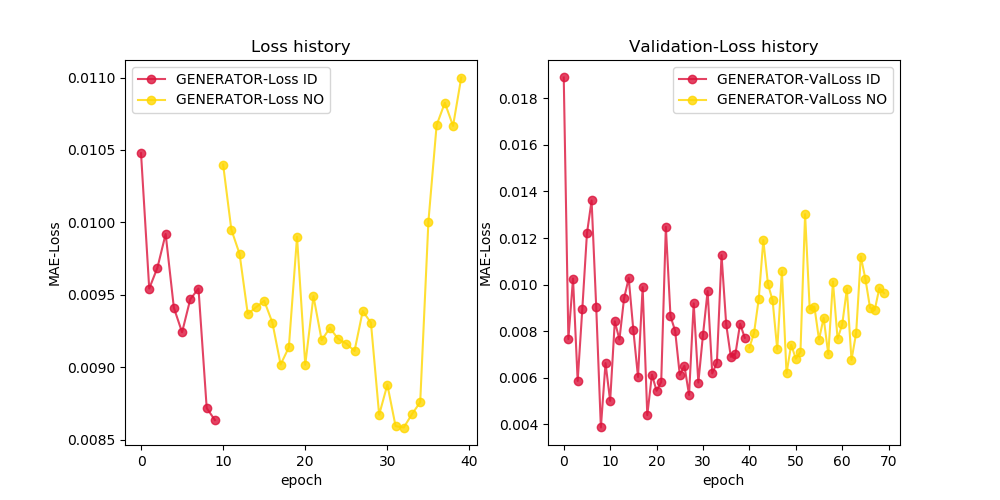 Loss history
GENERATOR-Loss ID
GENERATOR-Loss NO
0.0110
0.0105
0.0100
0.0095
0.0090
0.0085
MAE-Loss
0 10 20 30 40
epoch
Validation-Loss history
GENERATOR-ValLoss ID
GENERATOR-ValLoss NO
0.018
0.016
0.014
0.012
0.010
0.008
0.006
0.004
MAE-Loss
0 10 20 30 40 50 60 70
epoch